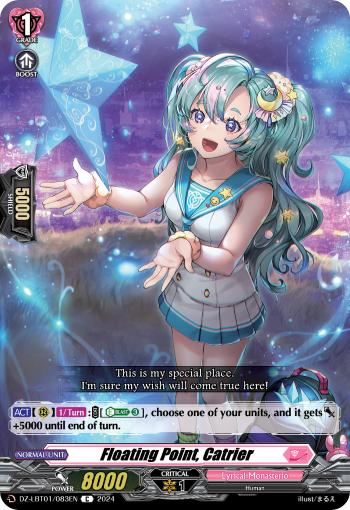 1
GRADE
BOOST
5000
SHIELD
This is my special place.
I'm sure my wish will come true here!
ACT [ ] 1/Turn : [ BLAST 3 ], choose one of your units, and it gets
+5000 until end of turn.
NORMAL UNIT
Floating Point, Catrier
POWER 8000
CRITICAL
1
Lyrical Monasterio
Human
D DZ-LBT01/083EN C 2024
illust/まるえ